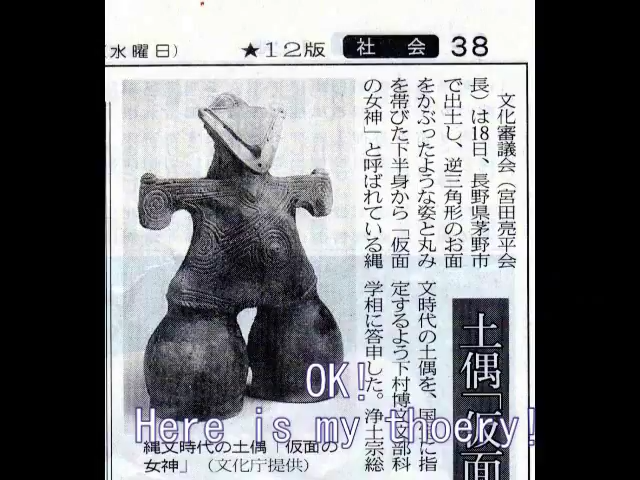 (水曜日) ★12版 社会 38
文化審議会(宮田亮平会
長)は18日、長野県茅野市
で出土し、逆三角形のお面
をかぶったような姿と丸み
を帯びた下半身から「仮面
の女神」と呼ばれている縄
文時代の土偶を、国宝に指
定するよう下村博文文部科
学相に答申した。浄土宗総
土偶「仮面
OK!
Here is my thoery!
縄文時代の土偶「仮面の
女神」(文化庁提供)